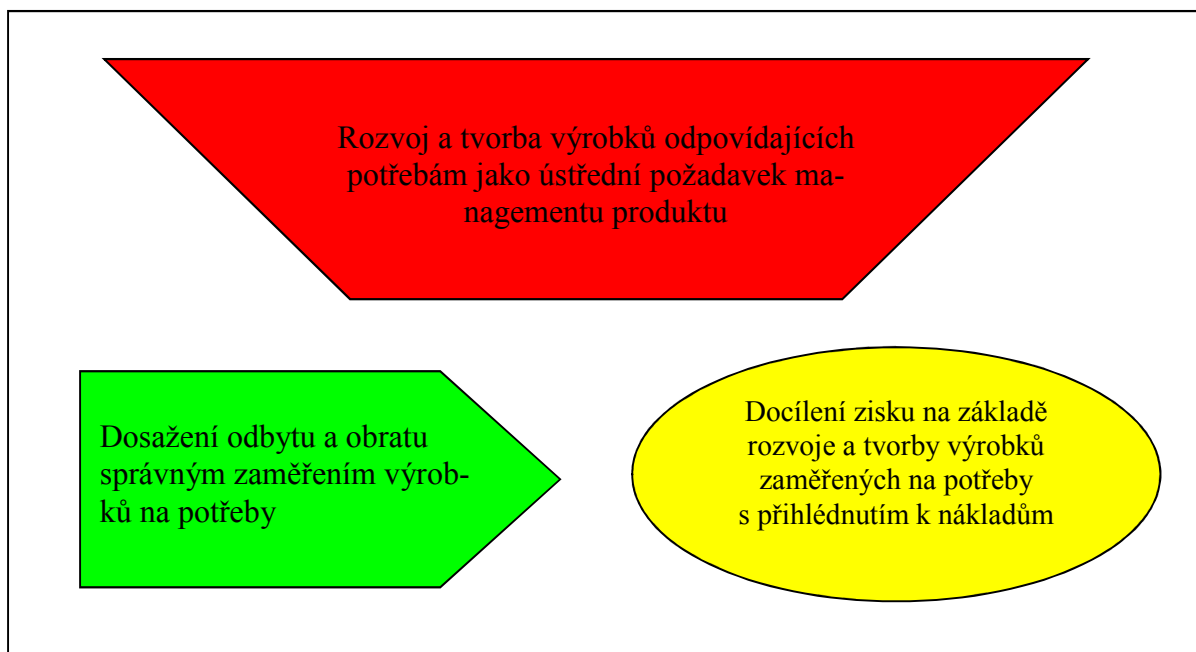 Rozvoj a tvorba výrobků odpovídajících
potřebám jako ústřední požadavek ma-
nagementu produktu
Dosažení odbytu a obratu
správným zaměřením výrob-
ků na potřeby
Docílení zisku na základě
rozvoje a tvorby výrobků
zaměřených na potřeby
s přihlédnutím k nákladům